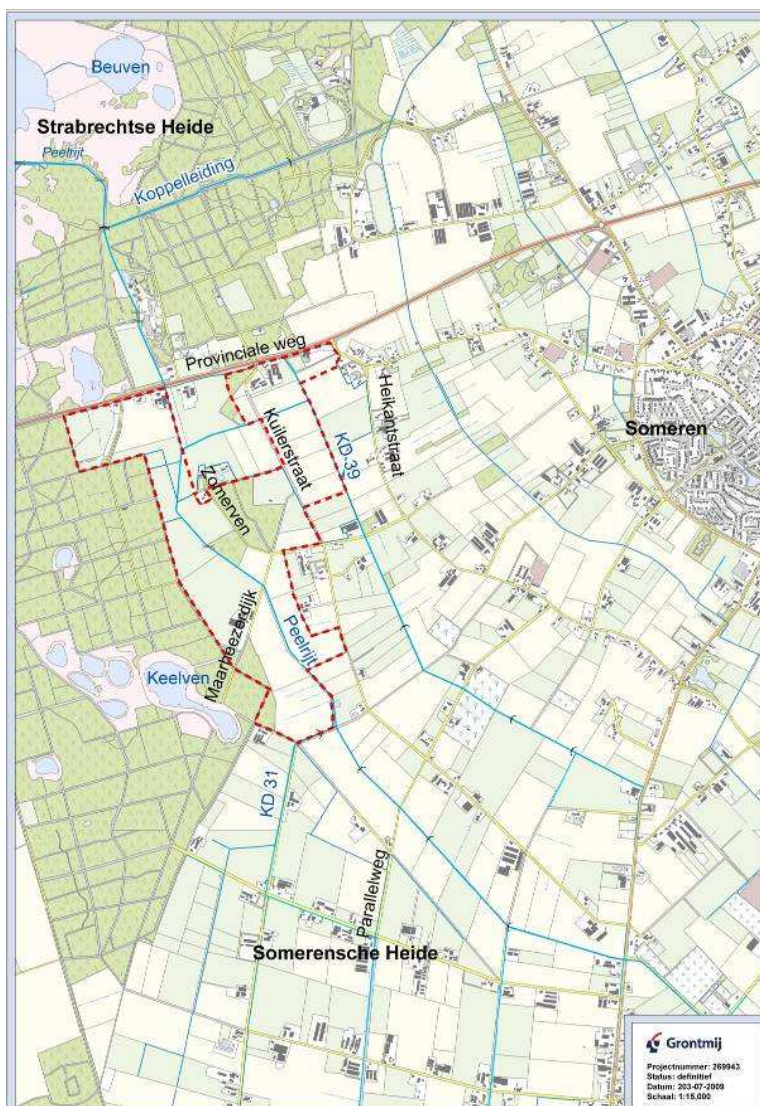 Beuven
Strabrechtse Heide
Peelrijt
Koppelleiding
Provinciale weg
Kuilerstraat
Heikantstraat
KD 39
Someren
Zomerven
Maarheezerdijk
Peelrijt
Keelven
KD 31
Parallelweg
Somerensche Heide
Grontmij
Projectnummer: 269943
Status: definitief
Datum: 203-07-2009
Schaal: 1:15,000